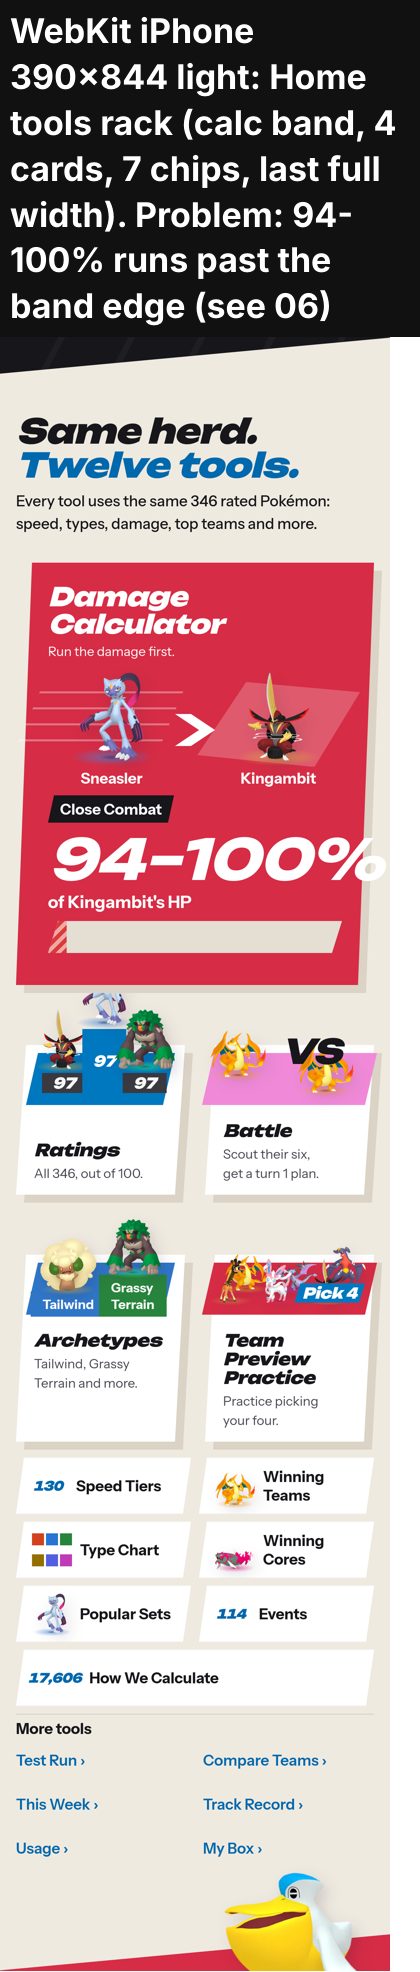 WebKit iPhone
390×844 light: Home
tools rack (calc band, 4
cards, 7 chips, last full
width). Problem: 94-
100% runs past the
band edge (see 06)
Same herd.
Twelve tools.
Every tool uses the same 346 rated Pokémon:
speed, types, damage, top teams and more.
Damage
Calculator
Run the damage first.
Sneasler
Kingambit
Close Combat
94–100%
of Kingambit's HP
97
97
97
VS
Ratings
All 346, out of 100.
Battle
Scout their six,
get a turn 1 plan.
Tailwind
Grassy
Terrain
Pick 4
Archetypes
Tailwind, Grassy
Terrain and more.
Team
Preview
Practice
Practice picking
your four.
130 Speed Tiers
Winning
Teams
Type Chart
Winning
Cores
Popular Sets
114 Events
17,606 How We Calculate
More tools
Test Run ›
Compare Teams ›
This Week ›
Track Record ›
Usage ›
My Box ›